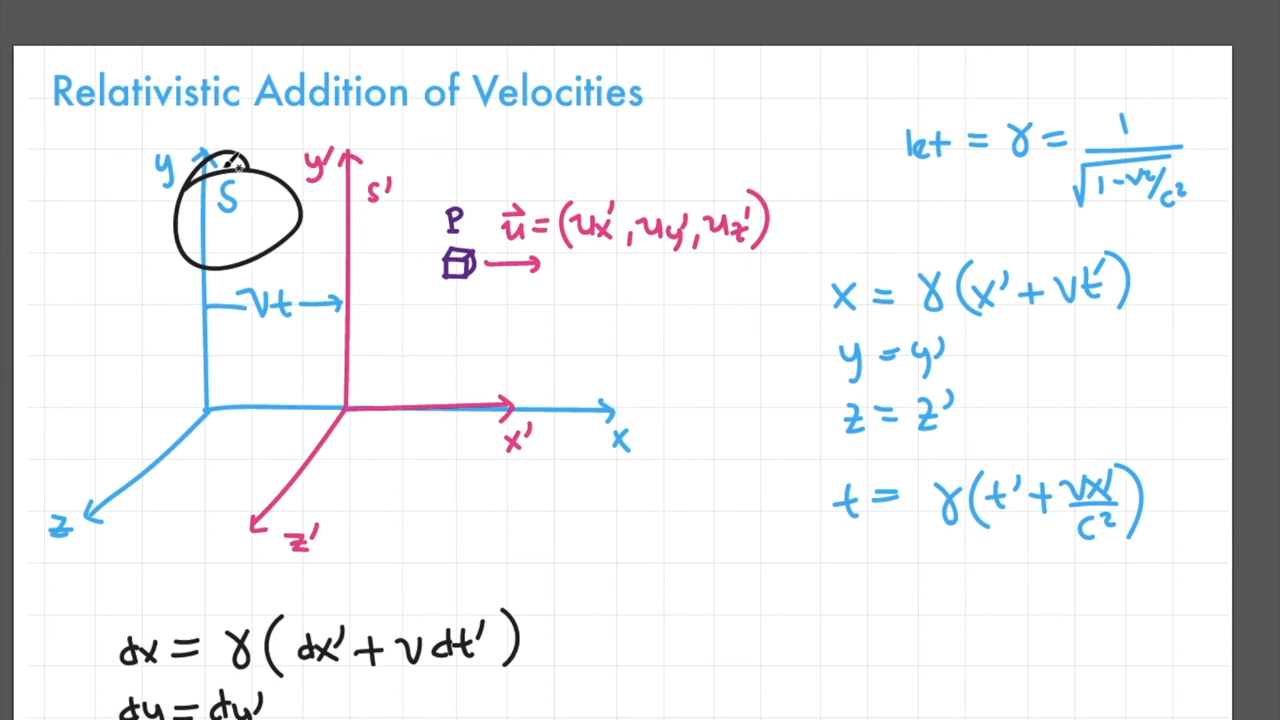 Relativistic Addition of Velocities
let = γ = 1/√(1-v²/c²)
y
S
y'
s'
P
u⃗ = (ux', uy', uz')
vt
x = γ(x' + vt')
y = y'
z = z'
x'
x
t = γ(t' + vx'/c²)
z
z'
dx = γ(dx' + v dt')
dy = dy'